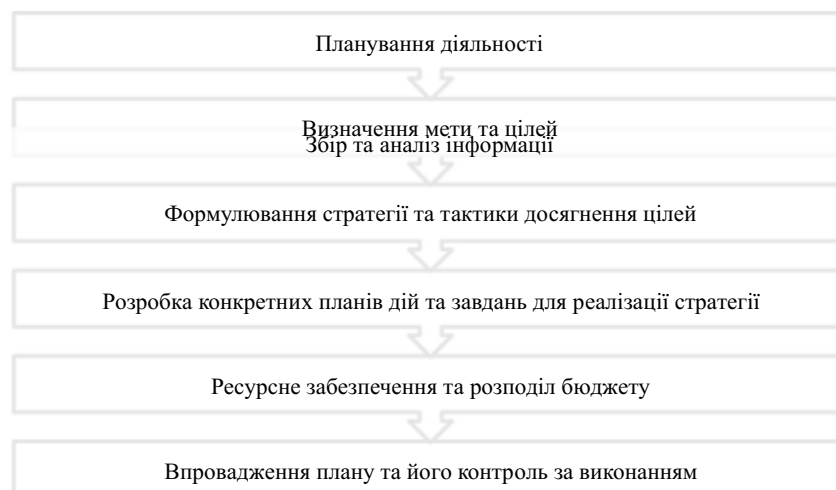 Планування діяльності
Визначення мети та цілей
Збір та аналіз інформації
Формулювання стратегії та тактики досягнення цілей
Розробка конкретних планів дій та завдань для реалізації стратегії
Ресурсне забезпечення та розподіл бюджету
Впровадження плану та його контроль за виконанням